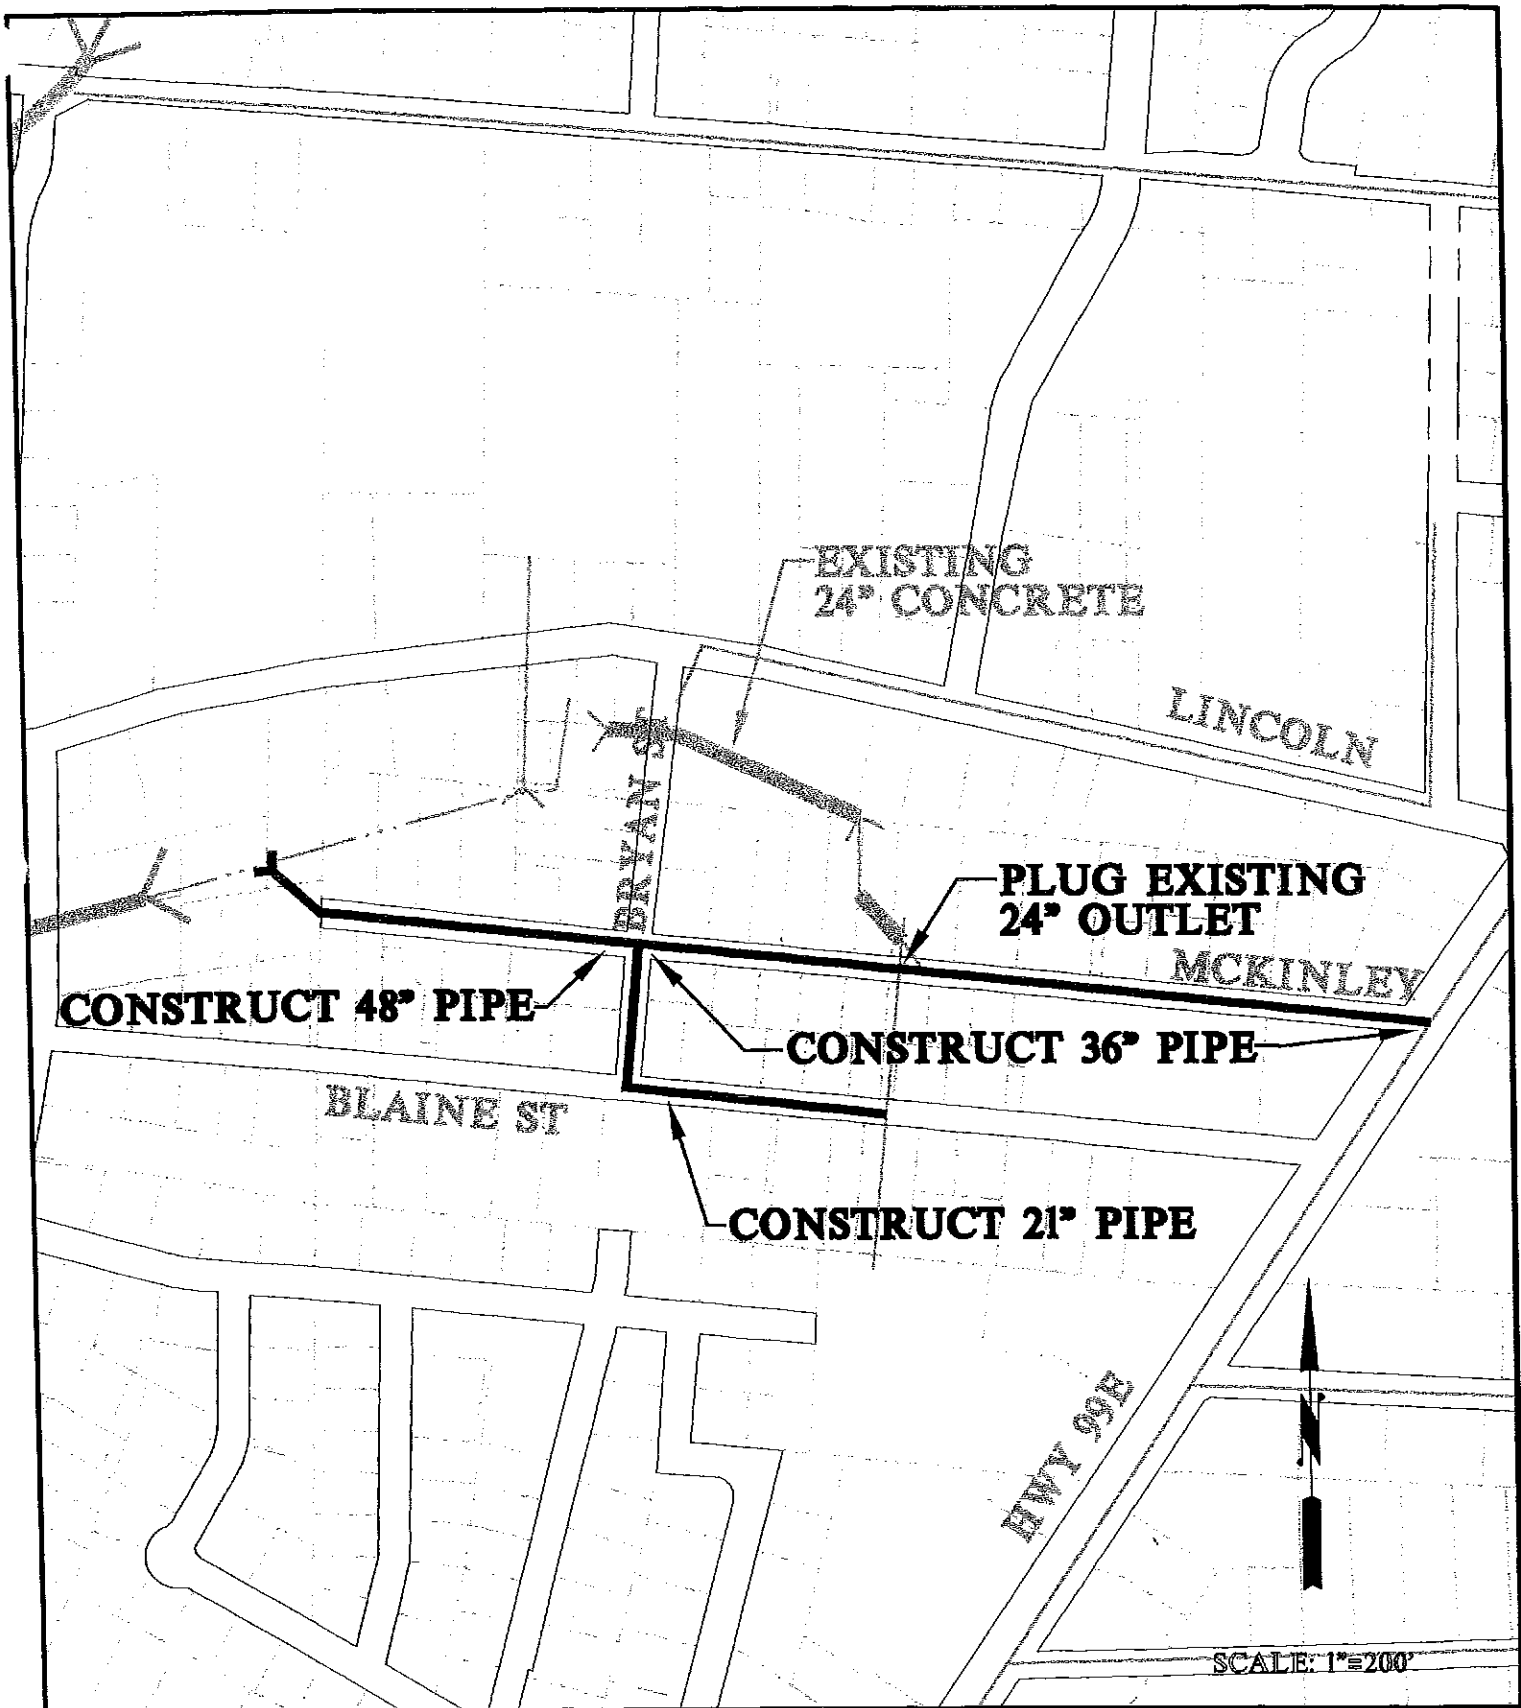 EXISTING
24" CONCRETE
LINCOLN
BRYAN ST
PLUG EXISTING
24" OUTLET
MCKINLEY
CONSTRUCT 48" PIPE
CONSTRUCT 36" PIPE
BLAINE ST
CONSTRUCT 21" PIPE
HWY 99E
N
SCALE: 1"=200'